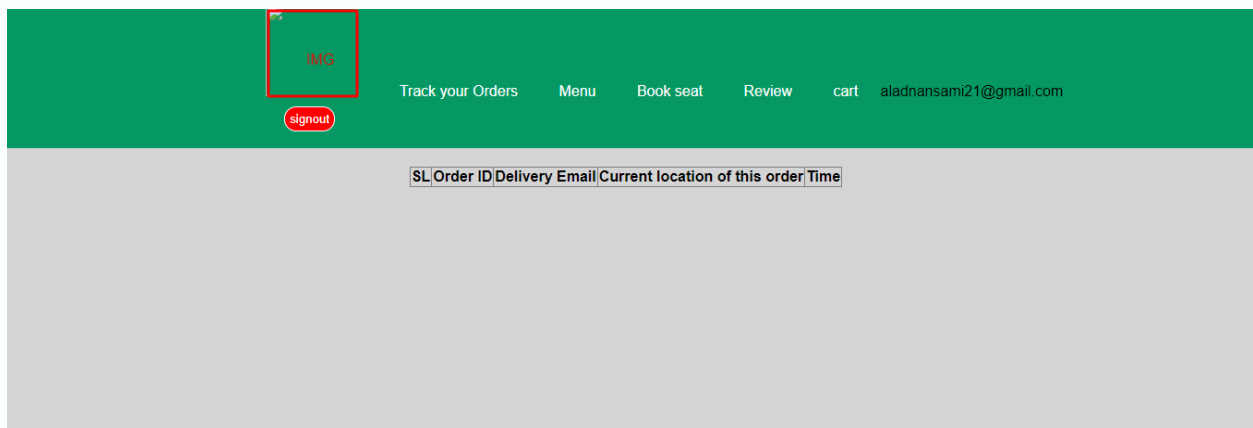 IMG
Track your Orders Menu Book seat Review cart aladnansami21@gmail.com
signout
SL Order ID Delivery Email Current location of this order Time